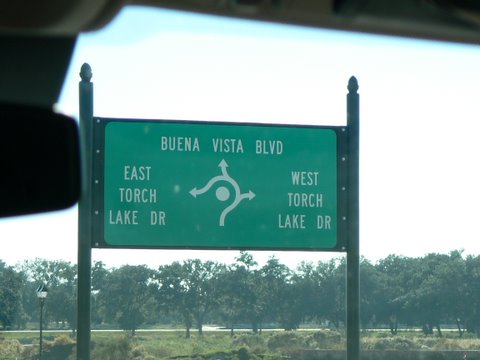 BUENA VISTA BLVD
EAST
TORCH
LAKE DR
WEST
TORCH
LAKE DR